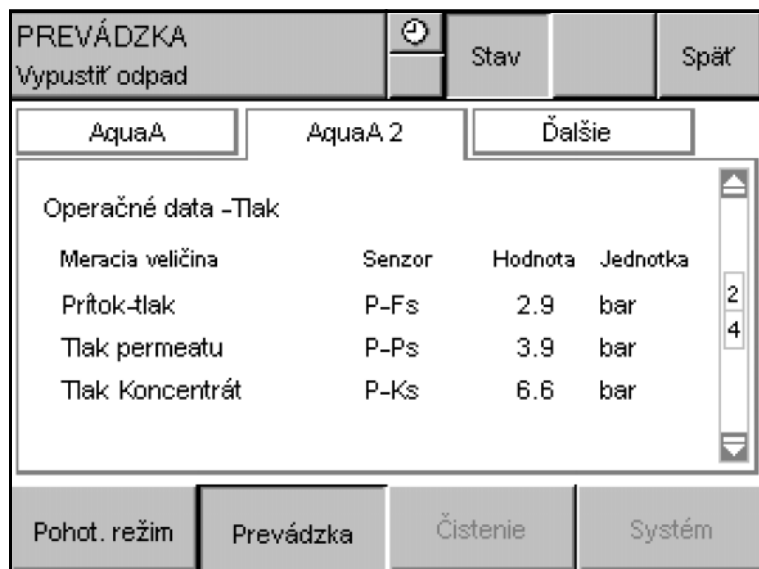 PREVÁDZKA
Vypustiť odpad
Stav
Späť
AquaA
AquaA 2
Ďalšie
Operačné data -Tlak
Meracia veličina Senzor Hodnota Jednotka
Prítok-tlak P-Fs 2.9 bar
Tlak permeatu P-Ps 3.9 bar
Tlak Koncentrát P-Ks 6.6 bar
2
4
Pohot. režim
Prevádzka
Čistenie
Systém